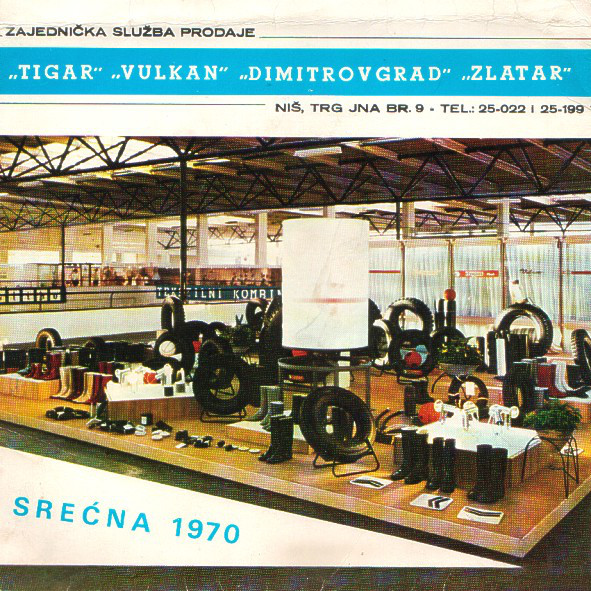 ZAJEDNIČKA SLUŽBA PRODAJE
„TIGAR” „VULKAN” „DIMITROVGRAD” „ZLATAR”
NIŠ, TRG JNA BR. 9 - TEL.: 25-022 I 25-199
TEKSTILNI KOMBIN
SREĆNA 1970